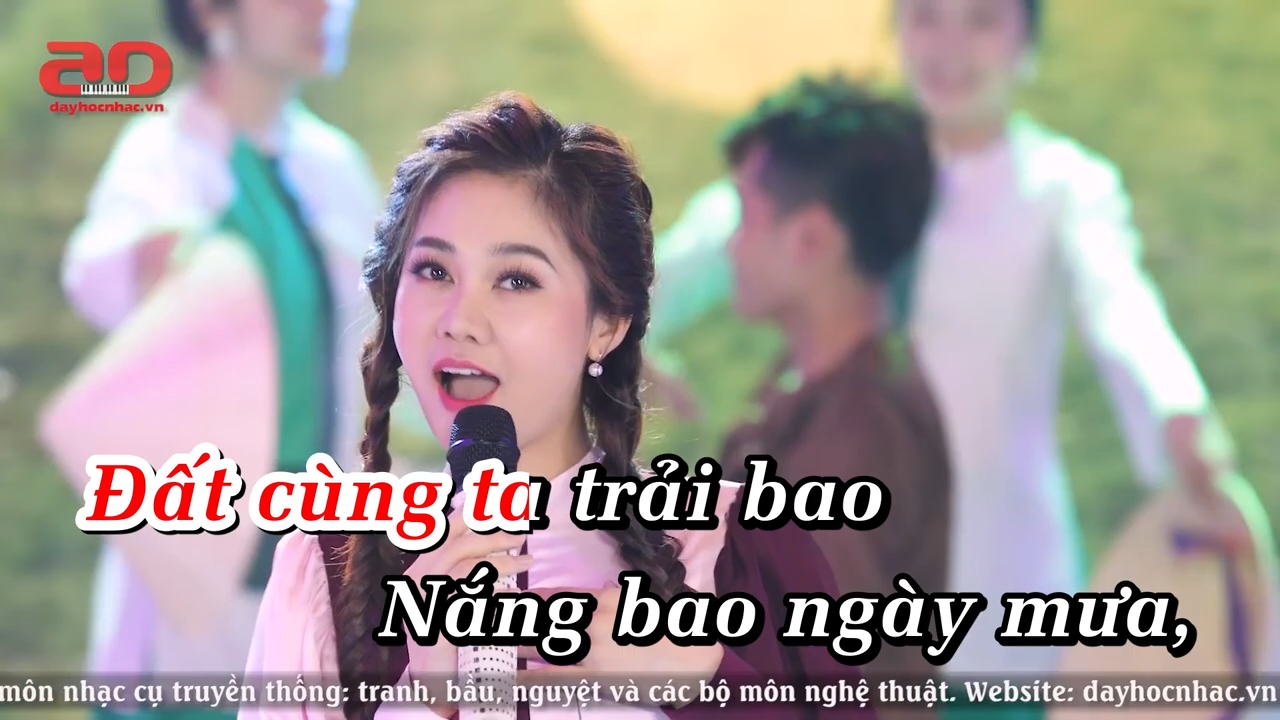 dayhocnhac.vn
Đất cùng ta trải bao
Nắng bao ngày mưa,
môn nhạc cụ truyền thống: tranh, bầu, nguyệt và các bộ môn nghệ thuật. Website: dayhocnhac.vn